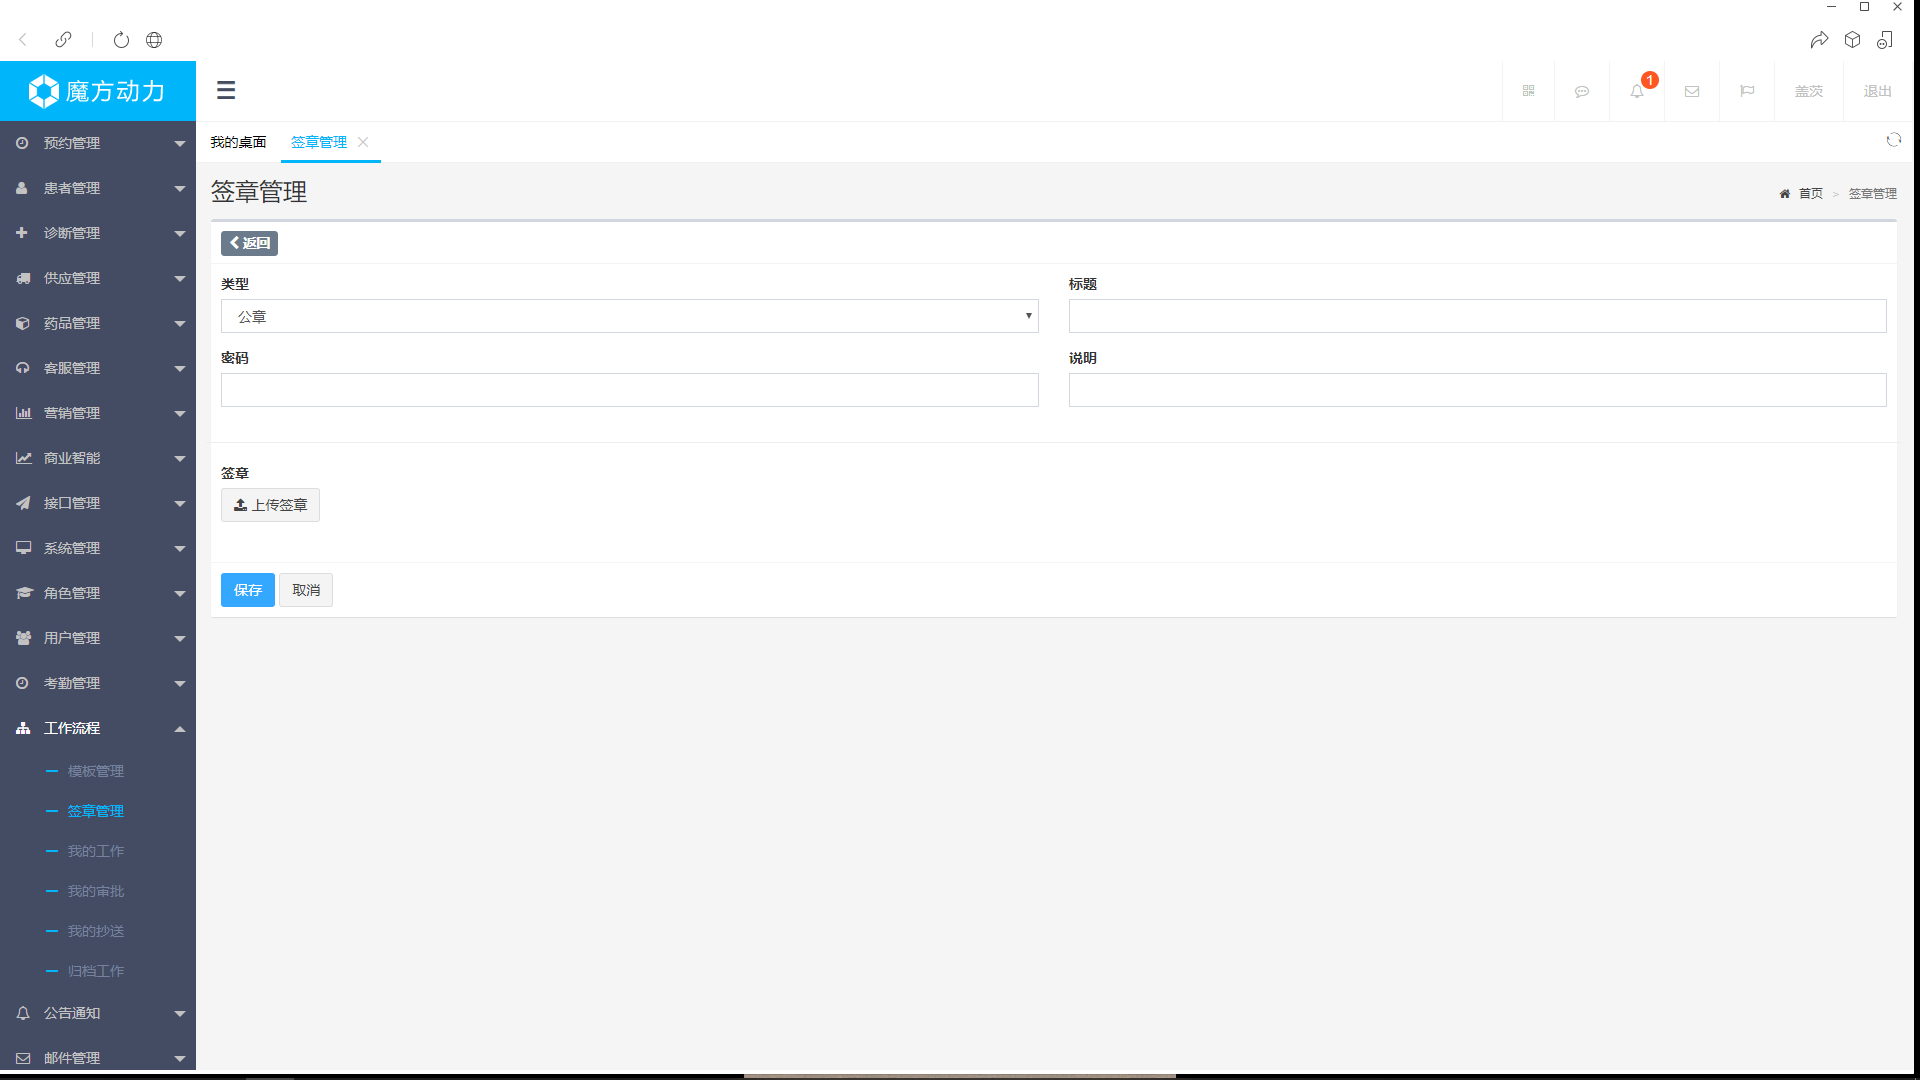 魔方动力
1
盖茨
退出
我的桌面
签章管理
签章管理
首页 > 签章管理
返回
类型
标题
公章
密码
说明
签章
上传签章
保存
取消
预约管理
患者管理
诊断管理
供应管理
药品管理
客服管理
营销管理
商业智能
接口管理
系统管理
角色管理
用户管理
考勤管理
工作流程
模板管理
签章管理
我的工作
我的审批
我的抄送
归档工作
公告通知
邮件管理